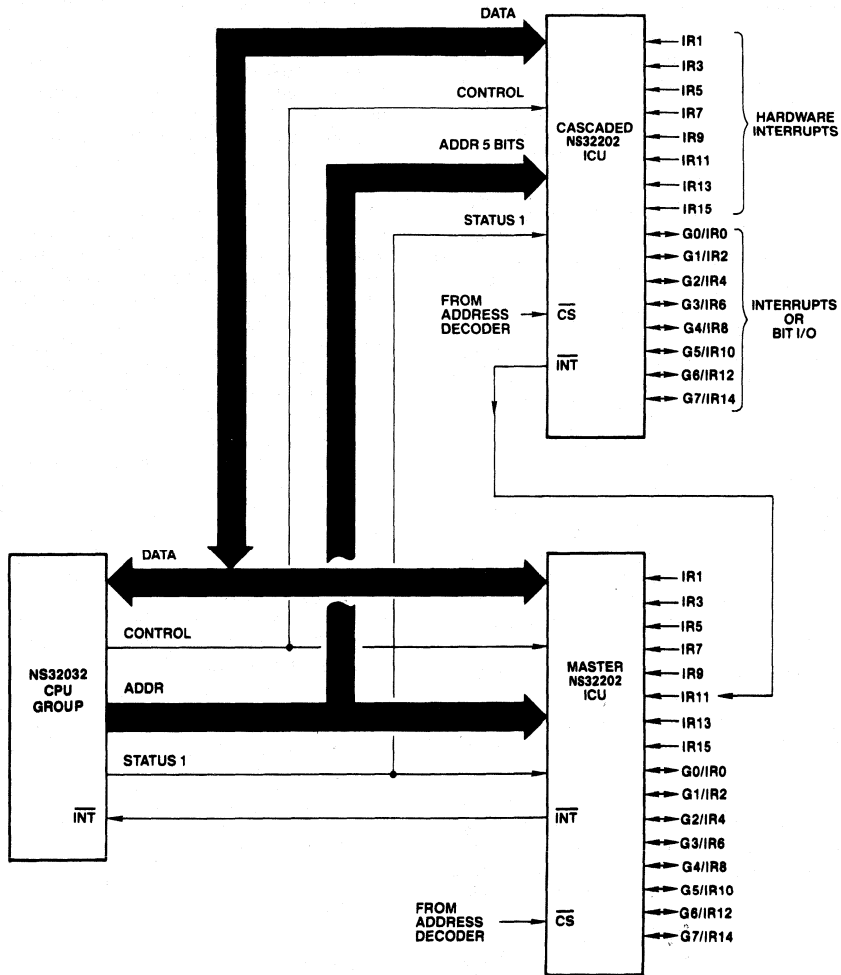 DATA
CONTROL
ADDR 5 BITS
STATUS 1
FROM
ADDRESS
DECODER
CASCADED
NS32202
ICU
CS
INT
IR1
IR3
IR5
IR7
IR9
IR11
IR13
IR15
G0/IR0
G1/IR2
G2/IR4
G3/IR6
G4/IR8
G5/IR10
G6/IR12
G7/IR14
HARDWARE
INTERRUPTS
INTERRUPTS
OR
BIT I/O
NS32032
CPU
GROUP
INT
DATA
CONTROL
ADDR
STATUS 1
FROM
ADDRESS
DECODER
MASTER
NS32202
ICU
INT
CS
IR1
IR3
IR5
IR7
IR9
IR11
IR13
IR15
G0/IR0
G1/IR2
G2/IR4
G3/IR6
G4/IR8
G5/IR10
G6/IR12
G7/IR14